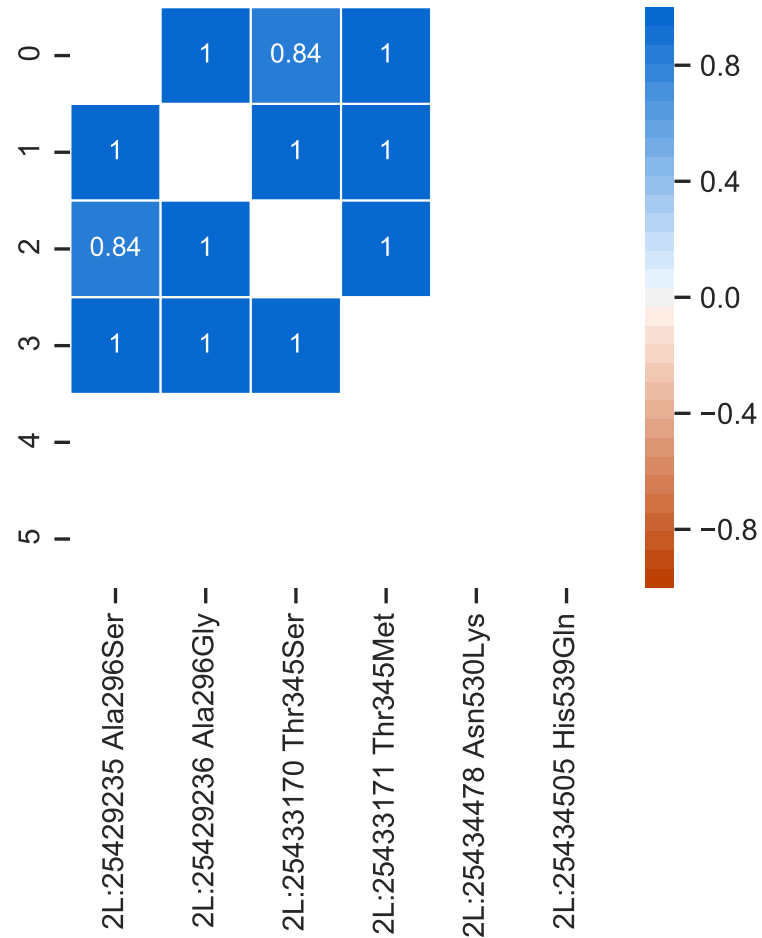 0 1 0.84 1
1 1 1 1
2 0.84 1 1
3 1 1 1
4
5
0.8
0.4
0.0
−0.4
−0.8
2L:25429235 Ala296Ser
2L:25429236 Ala296Gly
2L:25433170 Thr345Ser
2L:25433171 Thr345Met
2L:25434478 Asn530Lys
2L:25434505 His539Gln